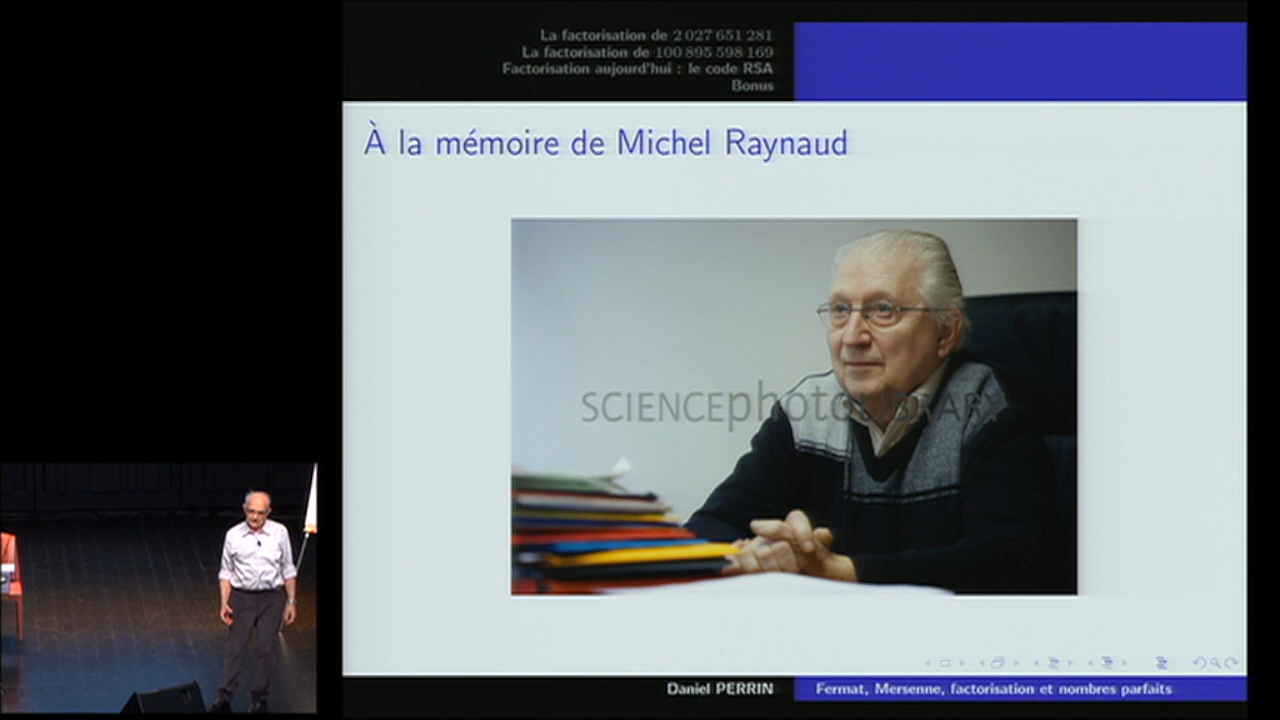 La factorisation de 2 027 651 281
La factorisation de 100 895 598 169
Factorisation aujourd'hui : le code RSA
Bonus
À la mémoire de Michel Raynaud
SCIENCEphotoLIBRARY
Daniel PERRIN
Fermat, Mersenne, factorisation et nombres parfaits